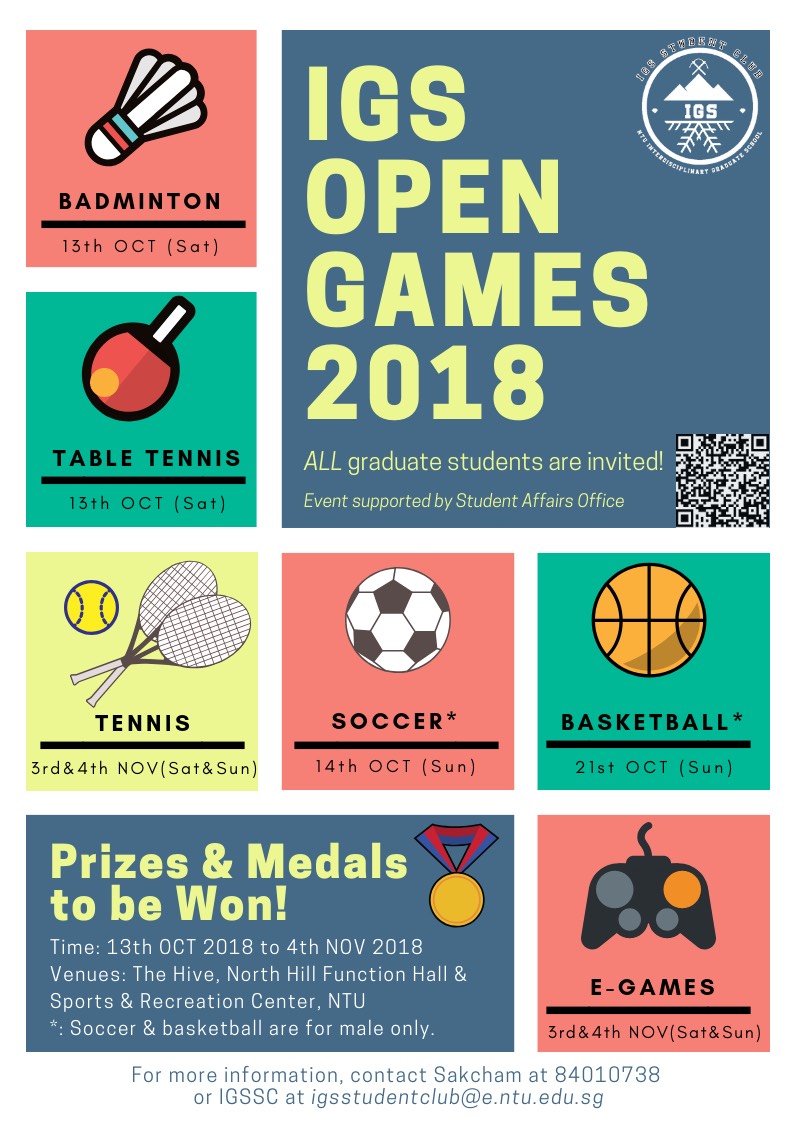 BADMINTON
13th OCT (Sat)
IGS
OPEN
GAMES
2018
IGS STUDENT CLUB
IGS
NTU INTERDISCIPLINARY GRADUATE SCHOOL
ALL graduate students are invited!
Event supported by Student Affairs Office
TABLE TENNIS
13th OCT (Sat)
TENNIS
3rd&4th NOV(Sat&Sun)
SOCCER*
14th OCT (Sun)
BASKETBALL*
21st OCT (Sun)
Prizes & Medals
to be Won!
Time: 13th OCT 2018 to 4th NOV 2018
Venues: The Hive, North Hill Function Hall &
Sports & Recreation Center, NTU
*: Soccer & basketball are for male only.
E-GAMES
3rd&4th NOV(Sat&Sun)
For more information, contact Sakcham at 84010738
or IGSSC at igsstudentclub@e.ntu.edu.sg